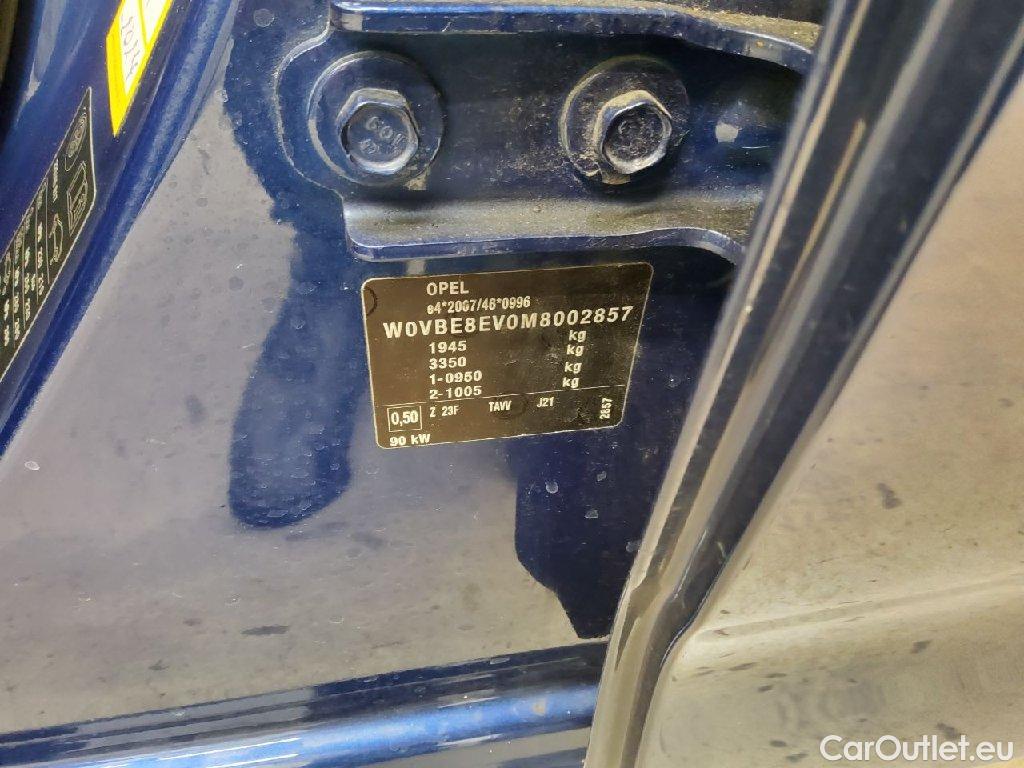 OPEL
e4*2007/46*0996
W0VBE8EV0M8002857
1945 kg
3350 kg
1-0950 kg
2-1005 kg
0,50 Z 23F TAVV J21 2857
90 kW
CarOutlet.eu